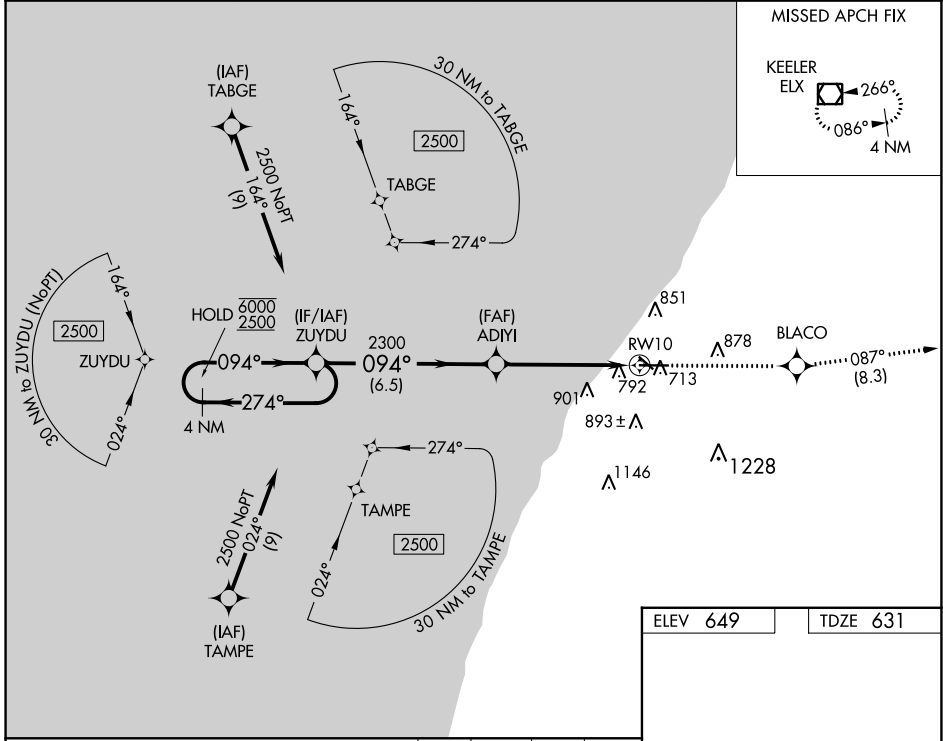 MISSED APCH FIX
KEELER
ELX
266°
086°
4 NM
(IAF)
TABGE
2500 NoPT
164°
(9)
30 NM to TABGE
164°
2500
TABGE
274°
30 NM to ZUYDU (NoPT)
164°
2500
ZUYDU
024°
HOLD
6000
2500
094°
274°
4 NM
(IF/IAF)
ZUYDU
2300
094°
(6.5)
(FAF)
ADIYI
851
RW10
878
BLACO
792
713
901
893±
087°
(8.3)
1146
1228
274°
TAMPE
2500
024°
30 NM to TAMPE
2500 NoPT
024°
(9)
(IAF)
TAMPE
ELEV 649
TDZE 631